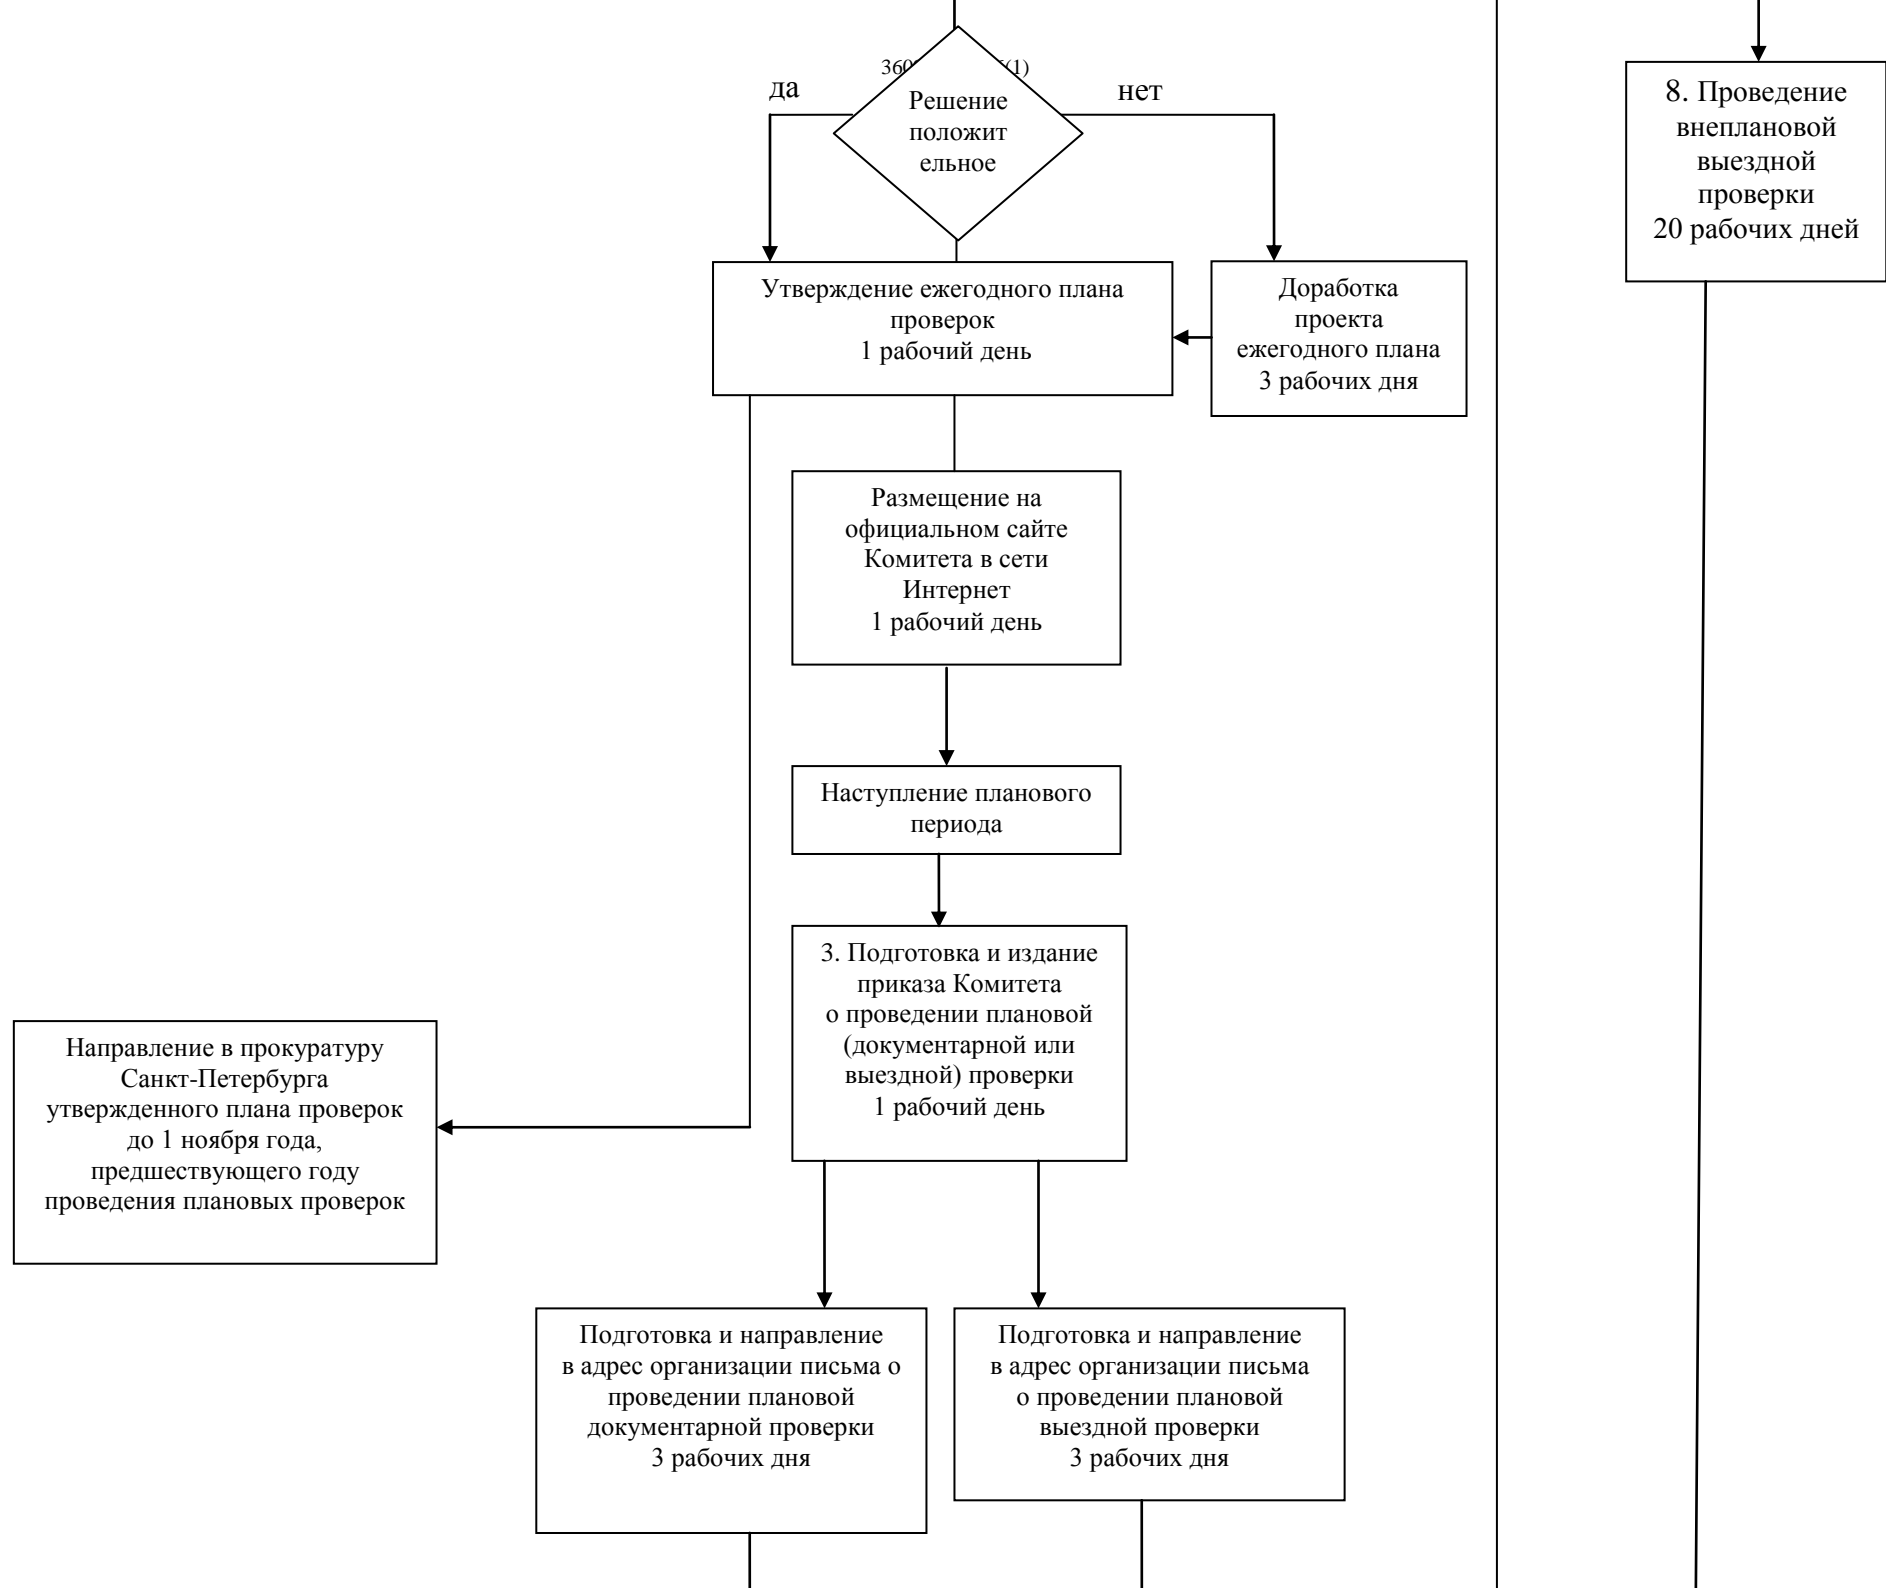 да
нет
Решение
положит
ельное
8. Проведение
внеплановой
выездной
проверки
20 рабочих дней
Утверждение ежегодного плана
проверок
1 рабочий день
Доработка
проекта
ежегодного плана
3 рабочих дня
Размещение на
официальном сайте
Комитета в сети
Интернет
1 рабочий день
Наступление планового
периода
3. Подготовка и издание
приказа Комитета
о проведении плановой
(документарной или
выездной) проверки
1 рабочий день
Направление в прокуратуру
Санкт-Петербурга
утвержденного плана проверок
до 1 ноября года,
предшествующего году
проведения плановых проверок
Подготовка и направление
в адрес организации письма о
проведении плановой
документарной проверки
3 рабочих дня
Подготовка и направление
в адрес организации письма
о проведении плановой
выездной проверки
3 рабочих дня